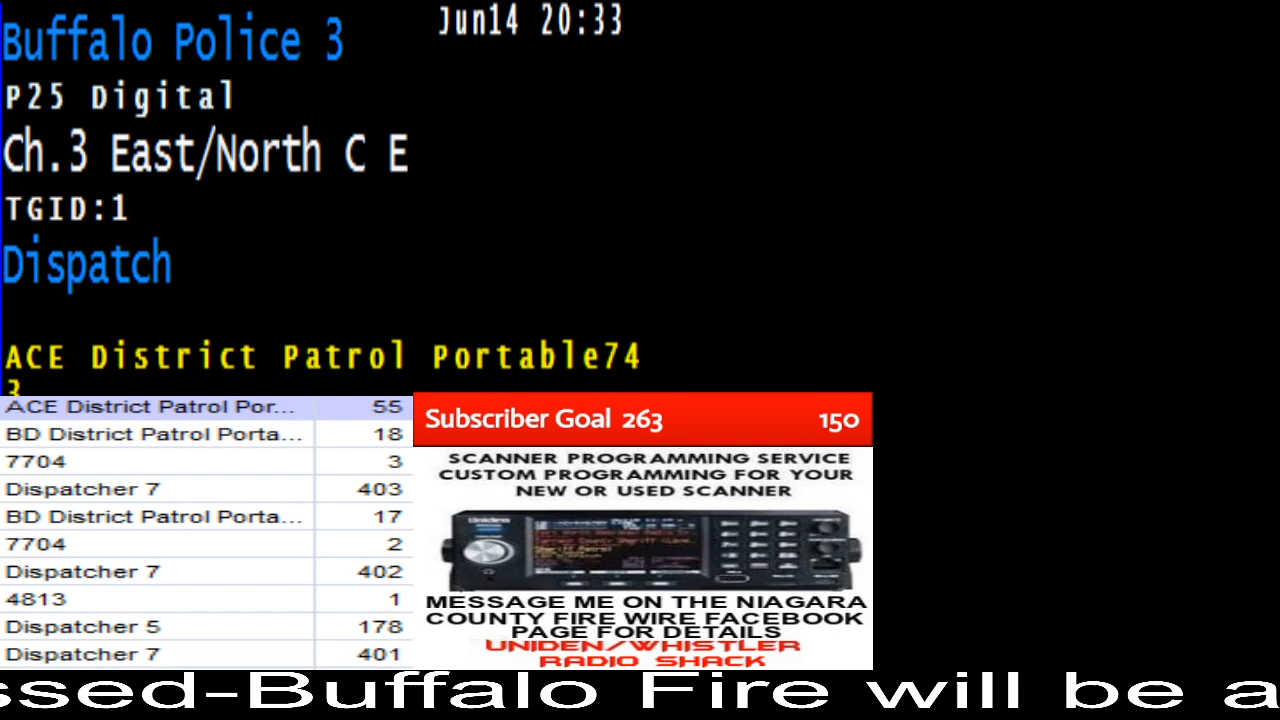 Buffalo Police 3
Jun14 20:33
P25 Digital
Ch.3 East/North C E
TGID:1
Dispatch
ACE District Patrol Portable74
3
ACE District Patrol Por... 55
BD District Patrol Porta... 18
7704 3
Dispatcher 7 403
BD District Patrol Porta... 17
7704 2
Dispatcher 7 402
4813 1
Dispatcher 5 178
Dispatcher 7 401
Subscriber Goal 263 150
SCANNER PROGRAMMING SERVICE
CUSTOM PROGRAMMING FOR YOUR
NEW OR USED SCANNER
Uniden
MESSAGE ME ON THE NIAGARA
COUNTY FIRE WIRE FACEBOOK
PAGE FOR DETAILS
UNIDEN/WHISTLER
RADIO SHACK
ssed-Buffalo Fire will be a